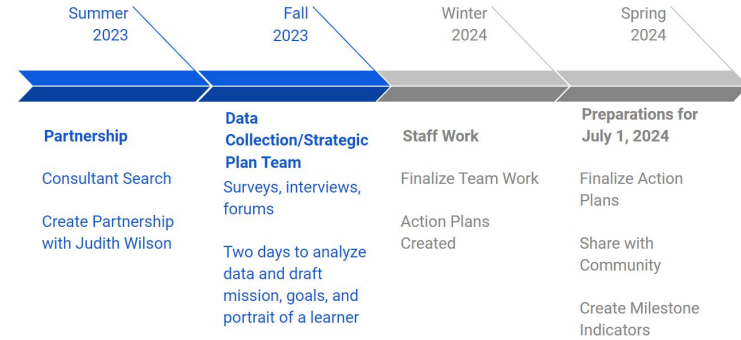 Summer
2023
Fall
2023
Winter
2024
Spring
2024
Partnership
Consultant Search
Create Partnership
with Judith Wilson
Data
Collection/Strategic
Plan Team
Surveys, interviews,
forums
Two days to analyze
data and draft
mission, goals, and
portrait of a learner
Staff Work
Finalize Team Work
Action Plans
Created
Preparations for
July 1, 2024
Finalize Action
Plans
Share with
Community
Create Milestone
Indicators